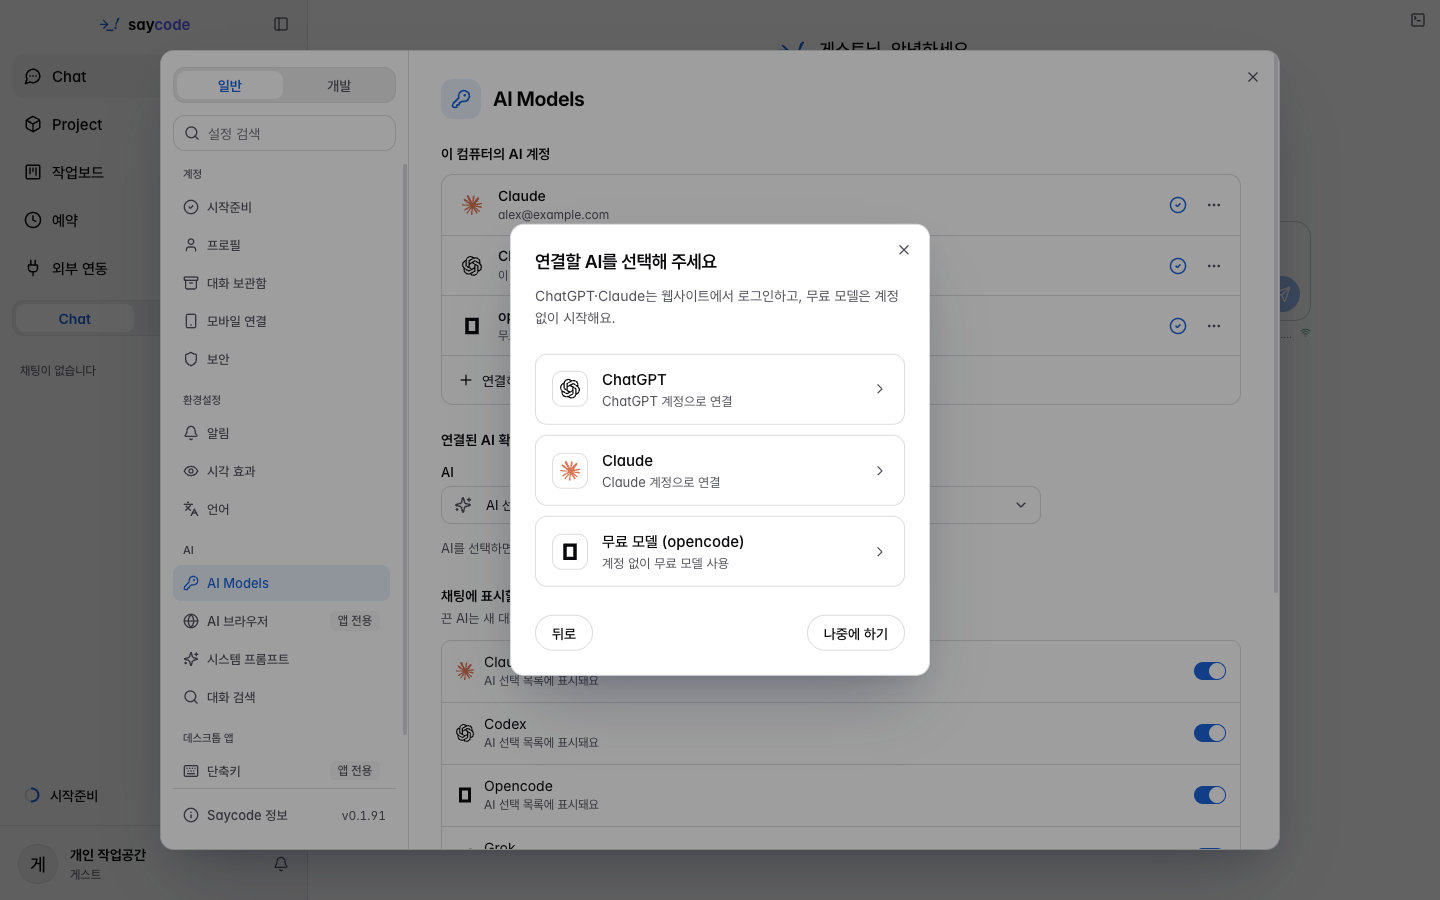 saycode
게스트님, 안녕하세요
Chat
Project
작업보드
예약
외부 연동
Chat
채팅이 없습니다
시작준비
게
개인 작업공간
게스트
일반
개발
설정 검색
계정
시작준비
프로필
대화 보관함
모바일 연결
보안
환경설정
알림
시각 효과
언어
AI
AI Models
AI 브라우저
앱 전용
시스템 프롬프트
대화 검색
데스크톱 앱
단축키
앱 전용
Saycode 정보
v0.1.91
AI Models
이 컴퓨터의 AI 계정
Claude
alex@example.com
이
무
연결
연결된 AI
AI
AI
AI를 선택하면
채팅에 표시할
끈 AI는 새
AI 선택 목록에 표시돼요
Codex
AI 선택 목록에 표시돼요
Opencode
AI 선택 목록에 표시돼요
Grok
연결할 AI를 선택해 주세요
ChatGPT·Claude는 웹사이트에서 로그인하고, 무료 모델은 계정
없이 시작해요.
ChatGPT
ChatGPT 계정으로 연결
Claude
Claude 계정으로 연결
무료 모델 (opencode)
계정 없이 무료 모델 사용
뒤로
나중에 하기